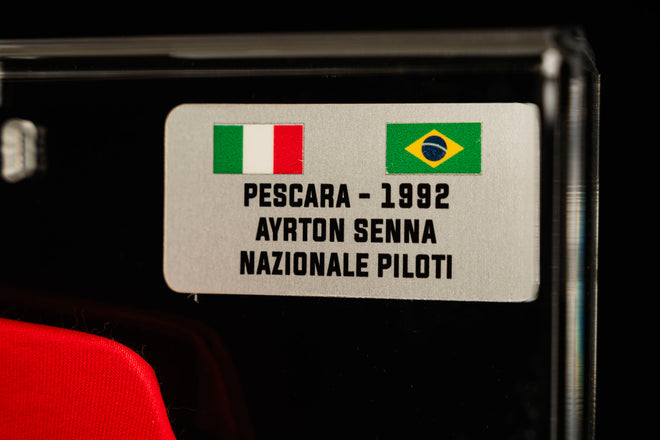 PESCARA - 1992
AYRTON SENNA
NAZIONALE PILOTI